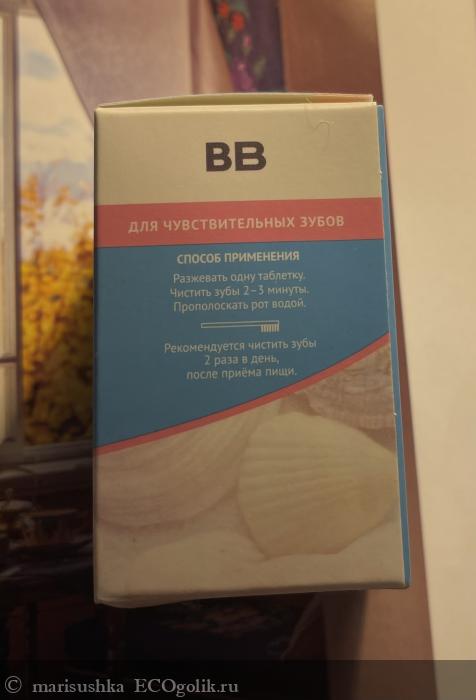 BB
ДЛЯ ЧУВСТВИТЕЛЬНЫХ ЗУБОВ
СПОСОБ ПРИМЕНЕНИЯ
Разжевать одну таблетку.
Чистить зубы 2–3 минуты.
Прополоскать рот водой.
Рекомендуется чистить зубы
2 раза в день,
после приёма пищи.
© marisushka ECOgolik.ru